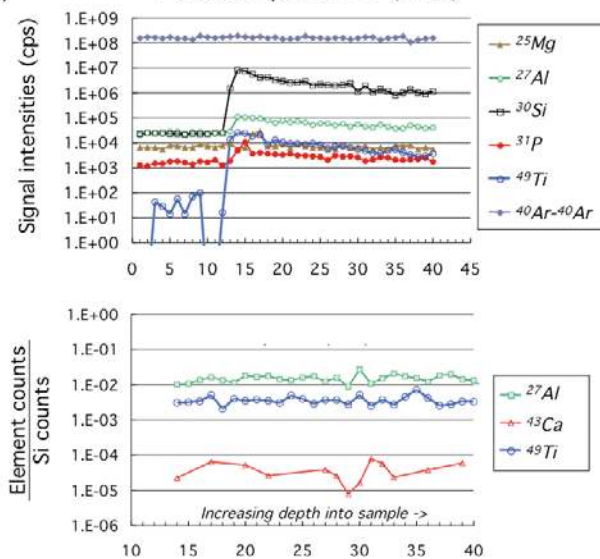 Signal intensities (cps)
1.E+09
1.E+08
1.E+07
1.E+06
1.E+05
1.E+04
1.E+03
1.E+02
1.E+01
1.E+00
0 5 10 15 20 25 30 35 40 45
²⁵Mg
²⁷Al
³⁰Si
³¹P
⁴⁹Ti
⁴⁰Ar-⁴⁰Ar
Element counts
Si counts
1.E+00
1.E-01
1.E-02
1.E-03
1.E-04
1.E-05
1.E-06
Increasing depth into sample ->
10 15 20 25 30 35 40
²⁷Al
⁴³Ca
⁴⁹Ti